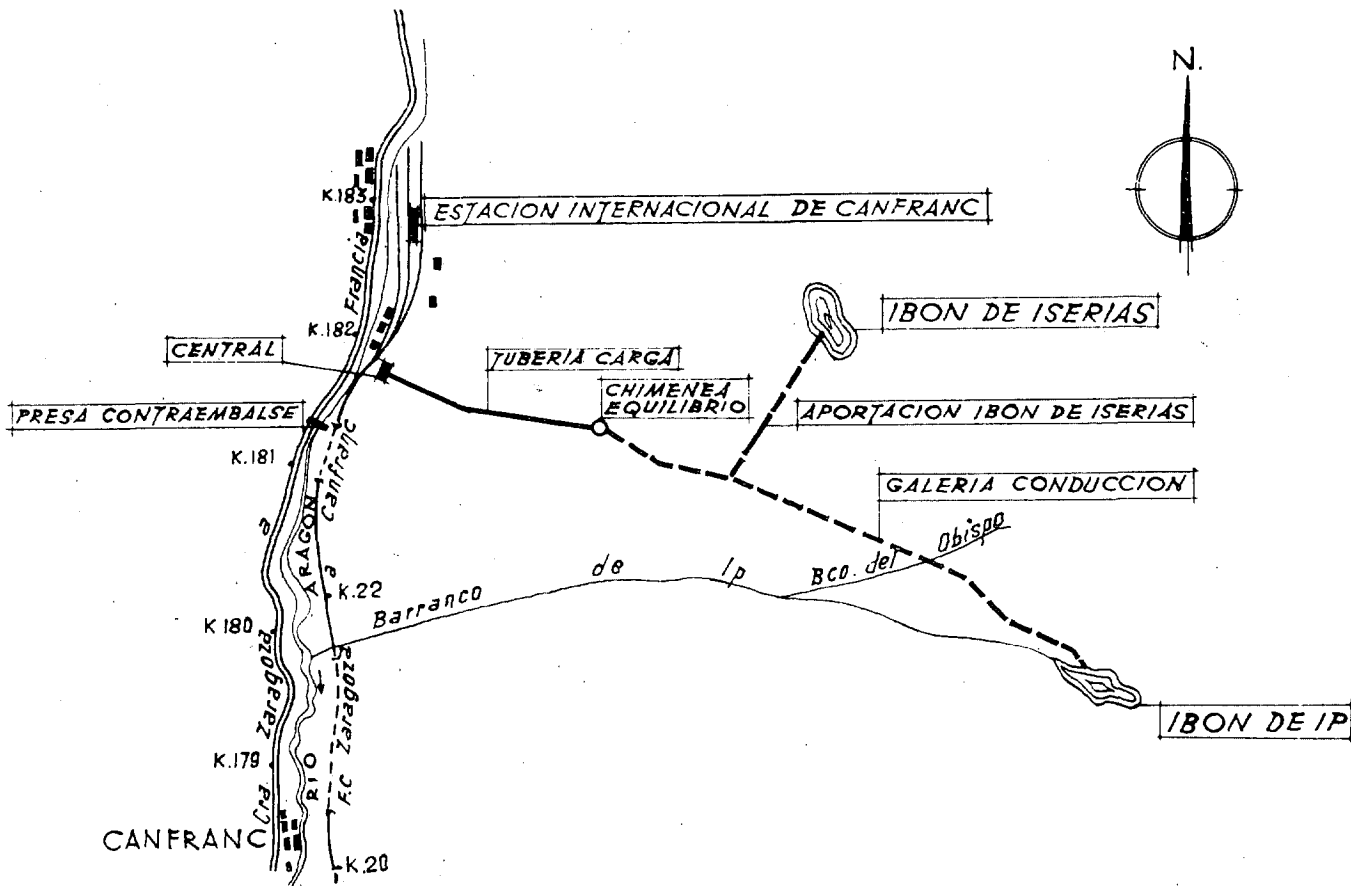 N.
K.183
ESTACION INTERNACIONAL DE CANFRANC
Francia
IBON DE ISERIAS
K.182
CENTRAL
TUBERIA CARGA
CHIMENEA
EQUILIBRIO
PRESA CONTRAEMBALSE
APORTACION IBON DE ISERIAS
K.181
Canfranc
GALERIA CONDUCCION
a
ARAGON
a
Bco. del Obispo
K.22
Barranco de Ip
K 180
Zaragoza
Zaragoza
IBON DE IP
K.179
RIO
F.C
Cra
CANFRANC
K.20